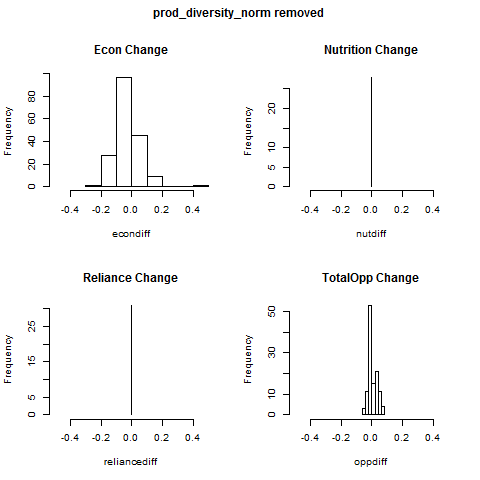 prod_diversity_norm removed
Econ Change
Nutrition Change
Frequency
0 20 40 60 80
-0.4 -0.2 0.0 0.2 0.4
econdiff
Frequency
0 5 10 20
-0.4 -0.2 0.0 0.2 0.4
nutdiff
Reliance Change
TotalOpp Change
Frequency
0 5 15 25
-0.4 -0.2 0.0 0.2 0.4
reliancediff
Frequency
0 10 30 50
-0.4 -0.2 0.0 0.2 0.4
oppdiff